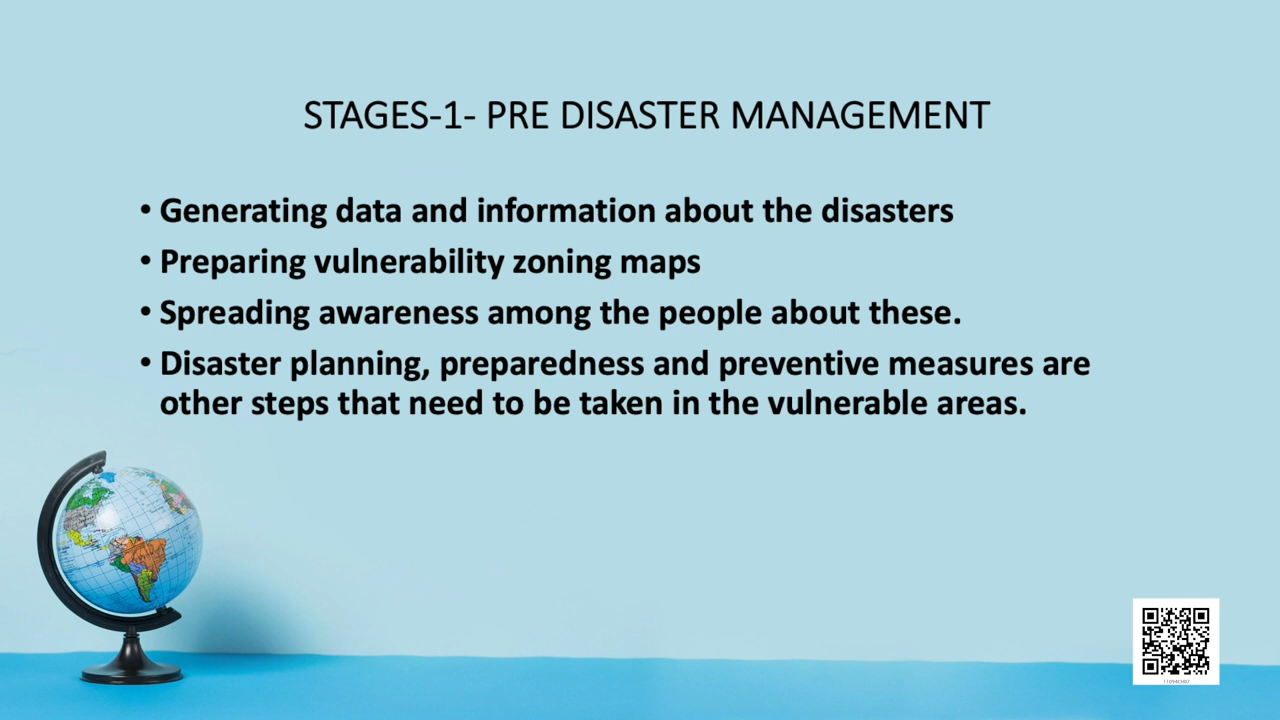 STAGES-1- PRE DISASTER MANAGEMENT
• Generating data and information about the disasters
• Preparing vulnerability zoning maps
• Spreading awareness among the people about these.
• Disaster planning, preparedness and preventive measures are
other steps that need to be taken in the vulnerable areas.